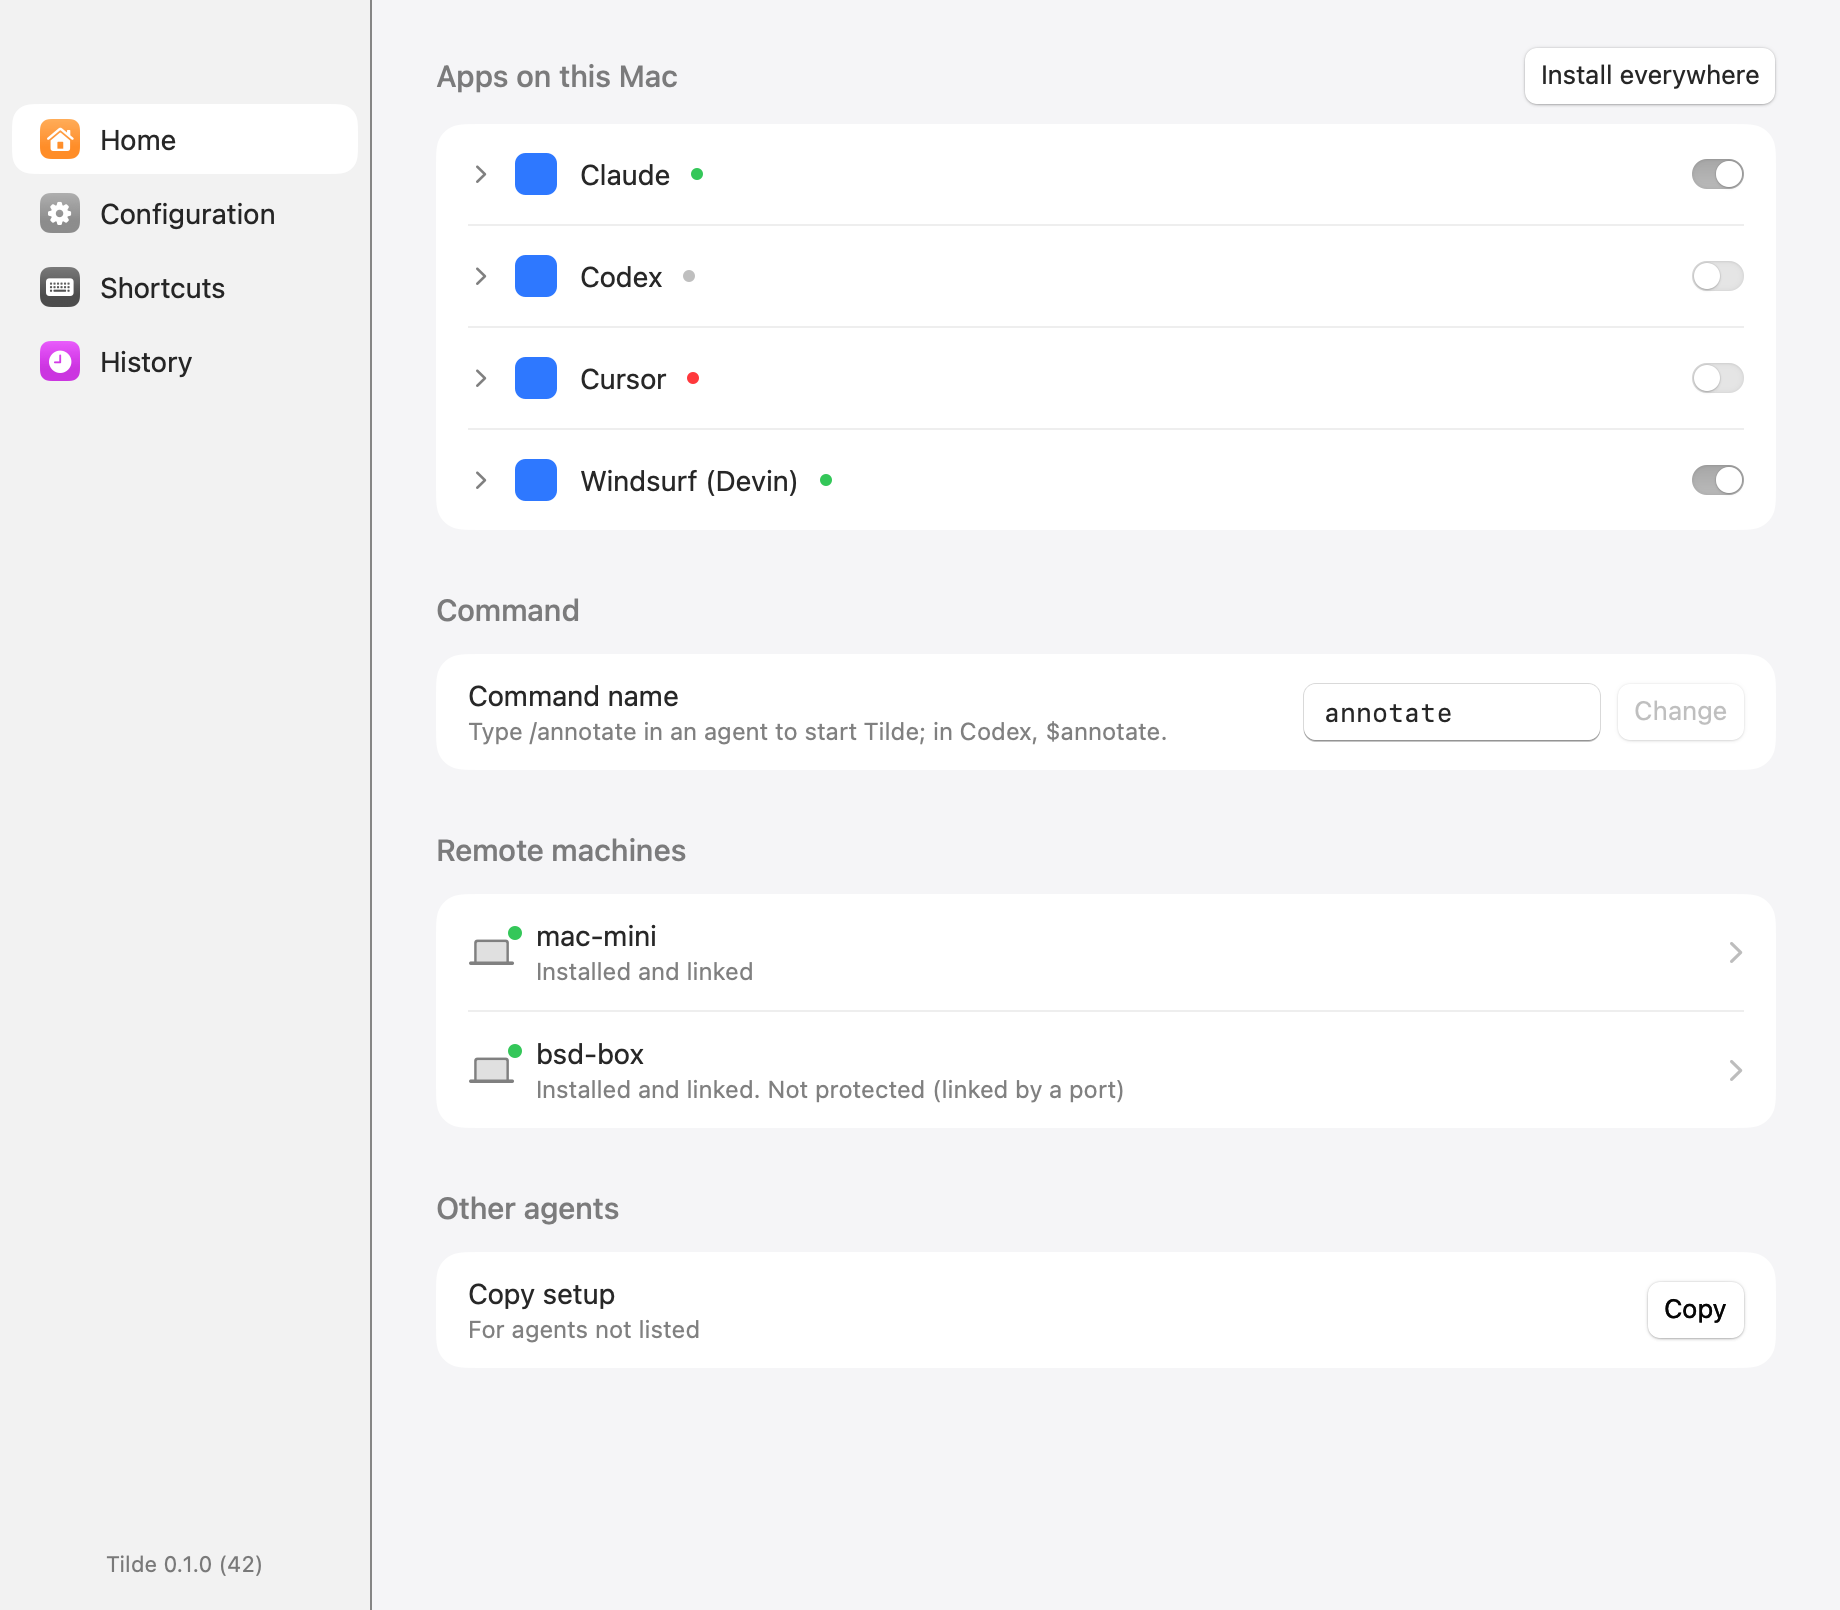 Home
Configuration
Shortcuts
History
Tilde 0.1.0 (42)
Apps on this Mac
Install everywhere
Claude
Codex
Cursor
Windsurf (Devin)
Command
Command name
Type /annotate in an agent to start Tilde; in Codex, $annotate.
annotate
Change
Remote machines
mac-mini
Installed and linked
bsd-box
Installed and linked. Not protected (linked by a port)
Other agents
Copy setup
For agents not listed
Copy